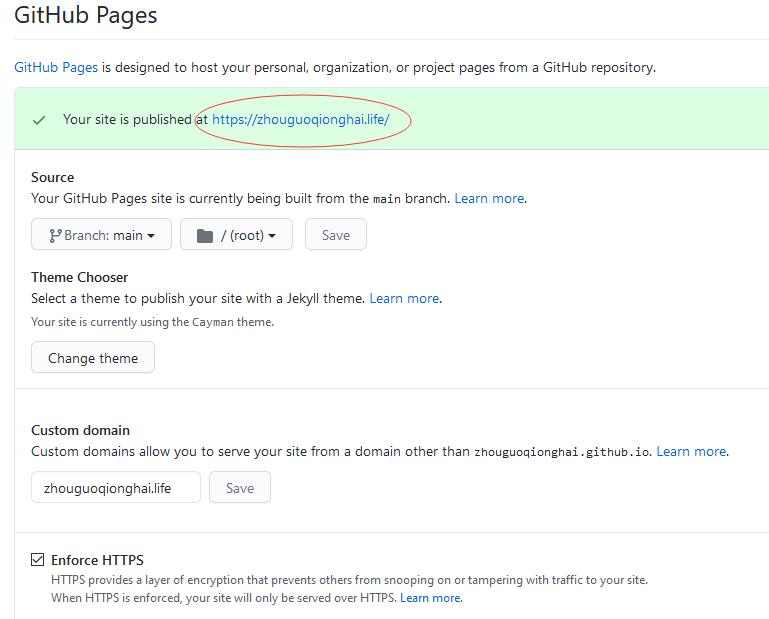 GitHub Pages
GitHub Pages is designed to host your personal, organization, or project pages from a GitHub repository.
Your site is published at https://zhouguoqionghai.life/
Source
Your GitHub Pages site is currently being built from the main branch. Learn more.
Branch: main
/ (root)
Save
Theme Chooser
Select a theme to publish your site with a Jekyll theme. Learn more.
Your site is currently using the Cayman theme.
Change theme
Custom domain
Custom domains allow you to serve your site from a domain other than zhouguoqionghai.github.io. Learn more.
zhouguoqionghai.life
Save
Enforce HTTPS
HTTPS provides a layer of encryption that prevents others from snooping on or tampering with traffic to your site.
When HTTPS is enforced, your site will only be served over HTTPS. Learn more.